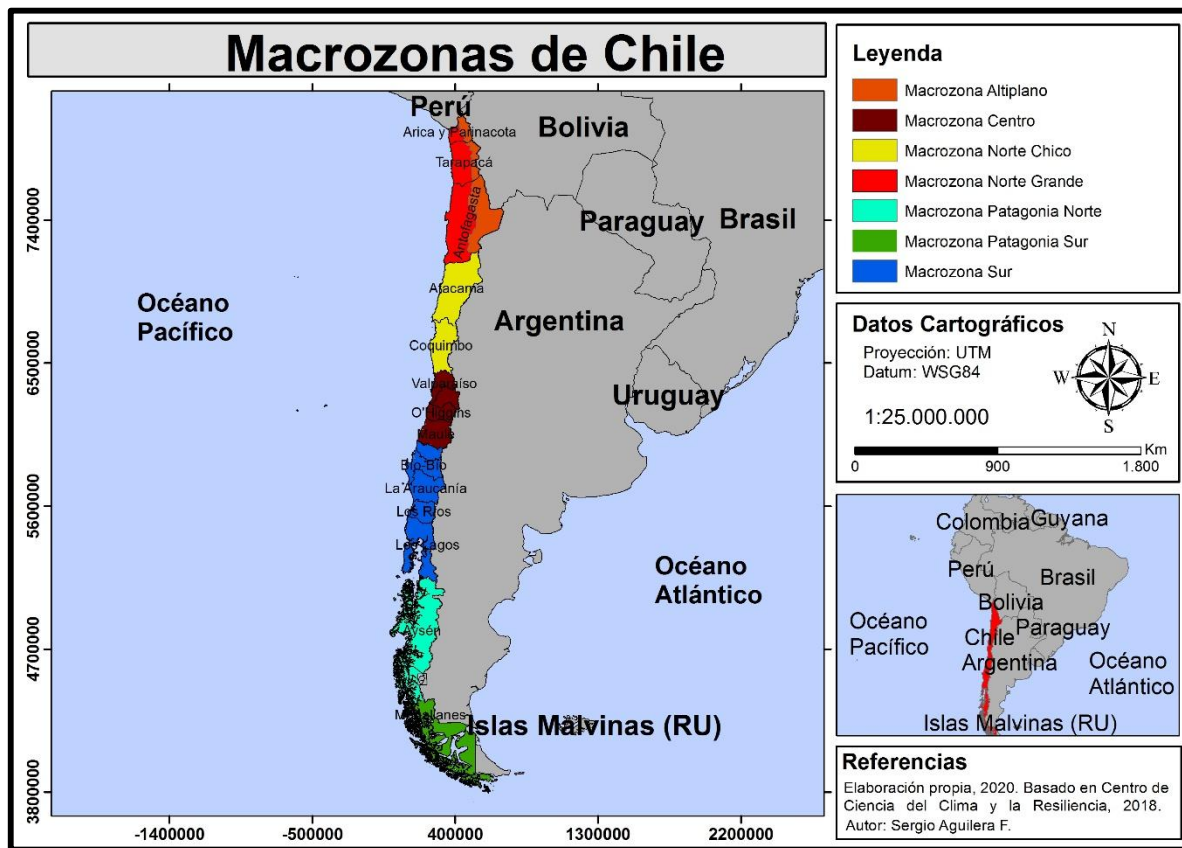 Macrozonas de Chile
Perú
Arica y Parinacota
Bolivia
Tarapacá
Antofagasta
Paraguay
Brasil
Atacama
Océano
Pacífico
Argentina
Coquimbo
Valparaíso
Uruguay
O'Higgins
Maule
Bío-Bío
La Araucanía
Los Ríos
Los Lagos
Océano
Atlántico
Aysén
Magallanes
Islas Malvinas (RU)
7400000
6500000
5600000
4700000
3800000
-1400000
-500000
400000
1300000
2200000
Leyenda
Macrozona Altiplano
Macrozona Centro
Macrozona Norte Chico
Macrozona Norte Grande
Macrozona Patagonia Norte
Macrozona Patagonia Sur
Macrozona Sur
Datos Cartográficos
Proyección: UTM
Datum: WSG84
1:25.000.000
N
W
E
S
Km
0 900 1.800
Colombia
Guyana
Perú
Brasil
Bolivia
Océano
Pacífico
Chile
Paraguay
Argentina
Océano
Atlántico
Islas Malvinas (RU)
Referencias
Elaboración propia, 2020. Basado en Centro de
Ciencia del Clima y la Resiliencia, 2018.
Autor: Sergio Aguilera F.